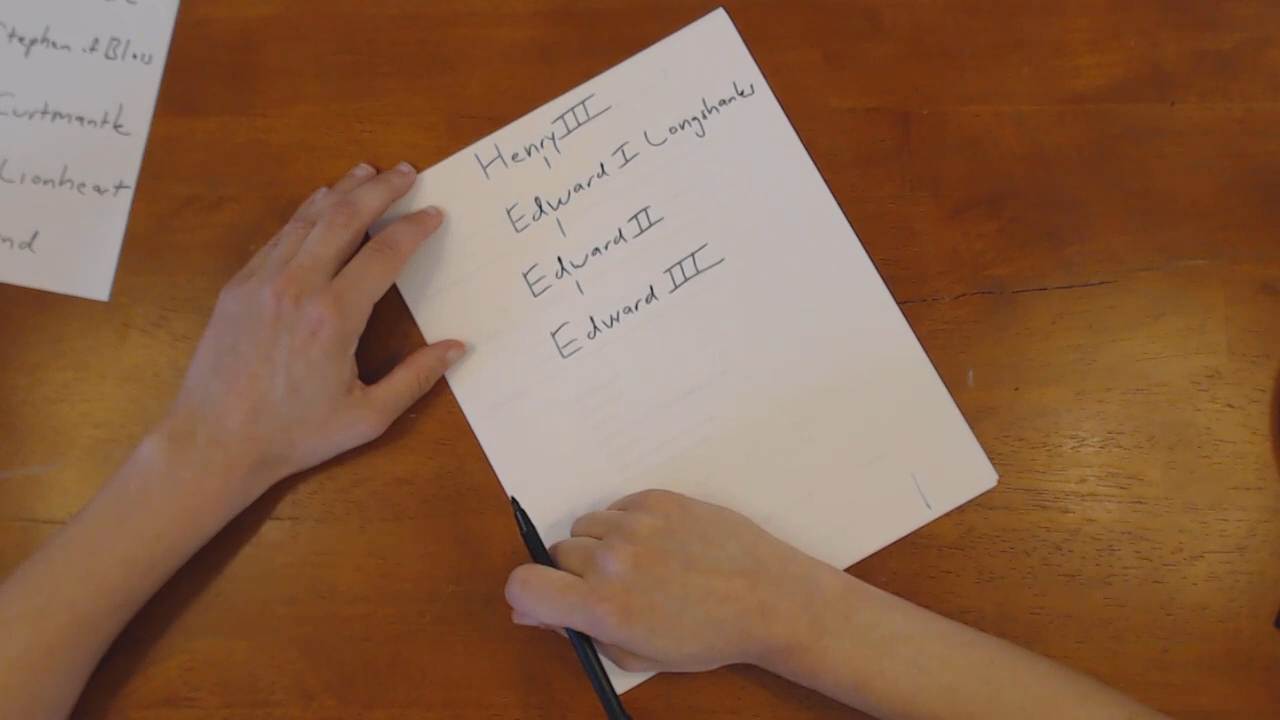 Stephen of Blois
Curtmantle
Lionheart
nd
Henry III
Edward I Longshanks
Edward II
Edward III